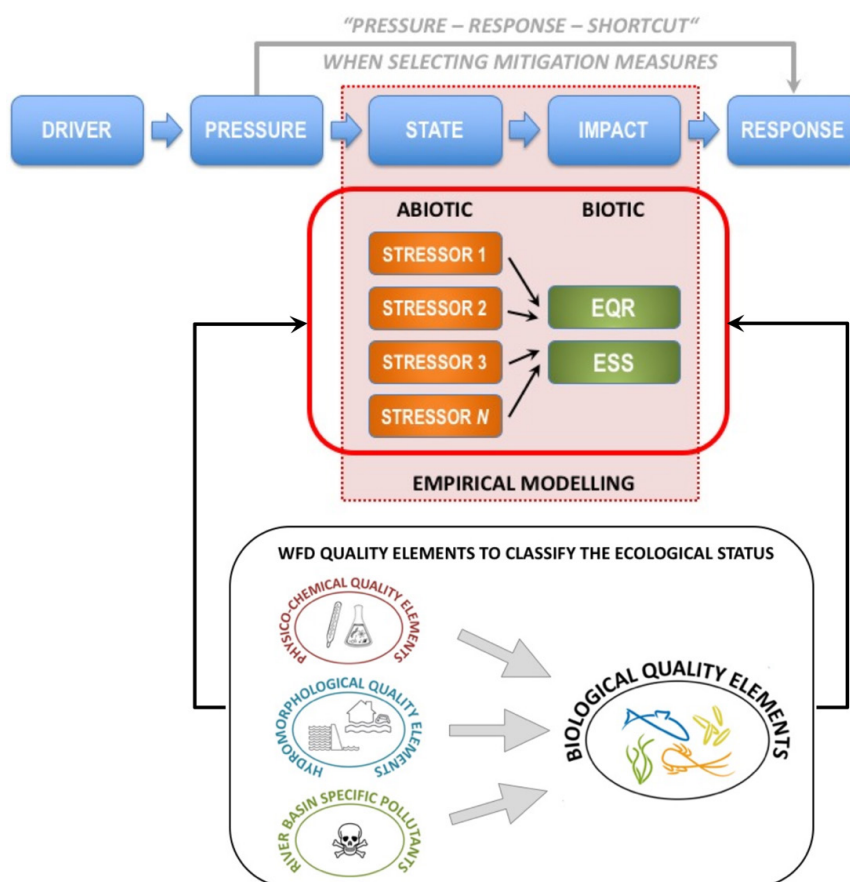 “PRESSURE – RESPONSE – SHORTCUT“
WHEN SELECTING MITIGATION MEASURES
DRIVER
PRESSURE
STATE
IMPACT
RESPONSE
ABIOTIC
BIOTIC
STRESSOR 1
STRESSOR 2
STRESSOR 3
STRESSOR N
EQR
ESS
EMPIRICAL MODELLING
WFD QUALITY ELEMENTS TO CLASSIFY THE ECOLOGICAL STATUS
PHYSICO-CHEMICAL QUALITY ELEMENTS
HYDROMORPHOLOGICAL QUALITY ELEMENTS
RIVER BASIN SPECIFIC POLLUTANTS
BIOLOGICAL QUALITY ELEMENTS